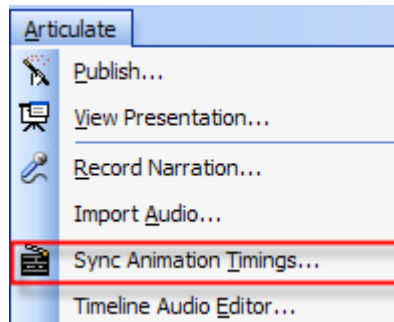 Articulate
Publish...
View Presentation...
Record Narration...
Import Audio...
Sync Animation Timings...
Timeline Audio Editor...